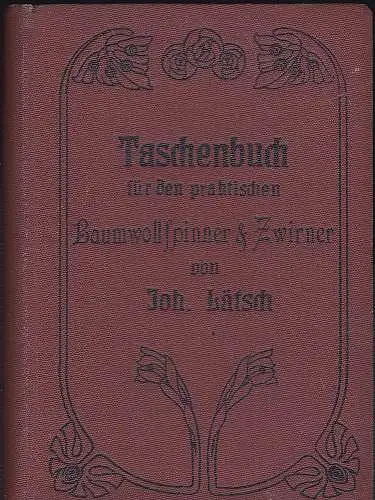 Taschenbuch
für den praktischen
Baumwollspinner & Zwirner
von
Joh. Lätsch